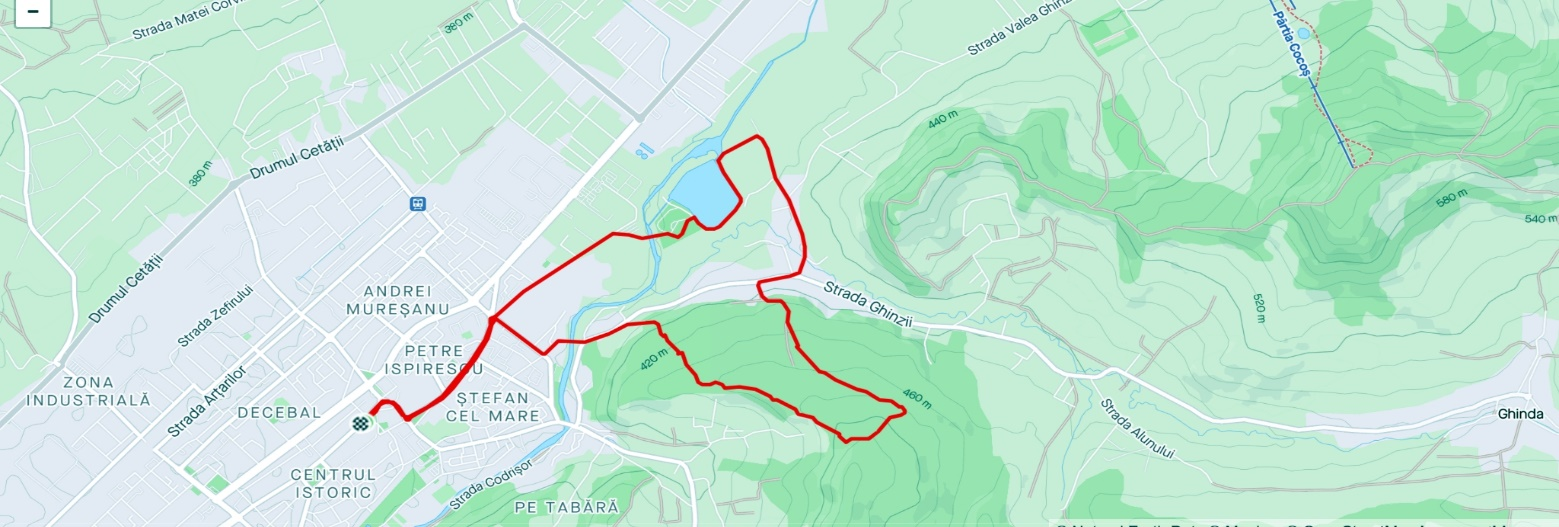 Strada Matei Corvi
380 m
Strada Valea Ghinz
Pârtia Cocoș
440 m
Drumul Cetății
380 m
580 m
540 m
Drumul Cetății
Strada Zefirului
ANDREI
MUREȘANU
Strada Ghinzii
520 m
PETRE
ISPIRESCU
420 m
ZONA
INDUSTRIALĂ
Strada Arțarilor
DECEBAL
ȘTEFAN
CEL MARE
460 m
Strada Alunului
Ghinda
CENTRUL
ISTORIC
Strada Codrișor
PE TABĂRĂ